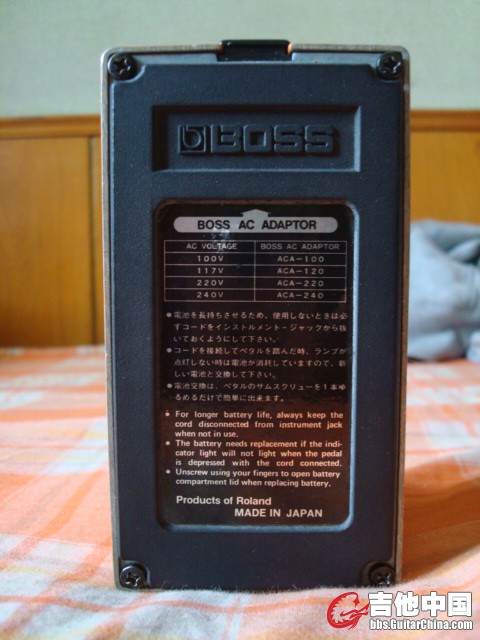 BOSS
BOSS AC ADAPTOR
AC VOLTAGE BOSS AC ADAPTOR
100V ACA-100
117V ACA-120
220V ACA-220
240V ACA-240
●電池を長持ちさせるため、使用しないときは必
ずコードをインストルメント・ジャックから抜
いておくようにして下さい。
●コードを接続してペタルを踏んだ時、ランプが
点灯しない時は電池が消耗していますので、新
しい電池と交換して下さい。
●電池交換は、ペタルのサムスクリューを1本ゆ
るめるだけで簡単に出来ます。
● For longer battery life, always keep the
cord disconnected from instrument jack
when not in use.
● The battery needs replacement if the indi-
cator light will not light when the pedal
is depressed with the cord connected.
● Unscrew using your fingers to open battery
compartment lid when replacing battery.
Products of Roland
MADE IN JAPAN
吉他中国
bbs.GuitarChina.com